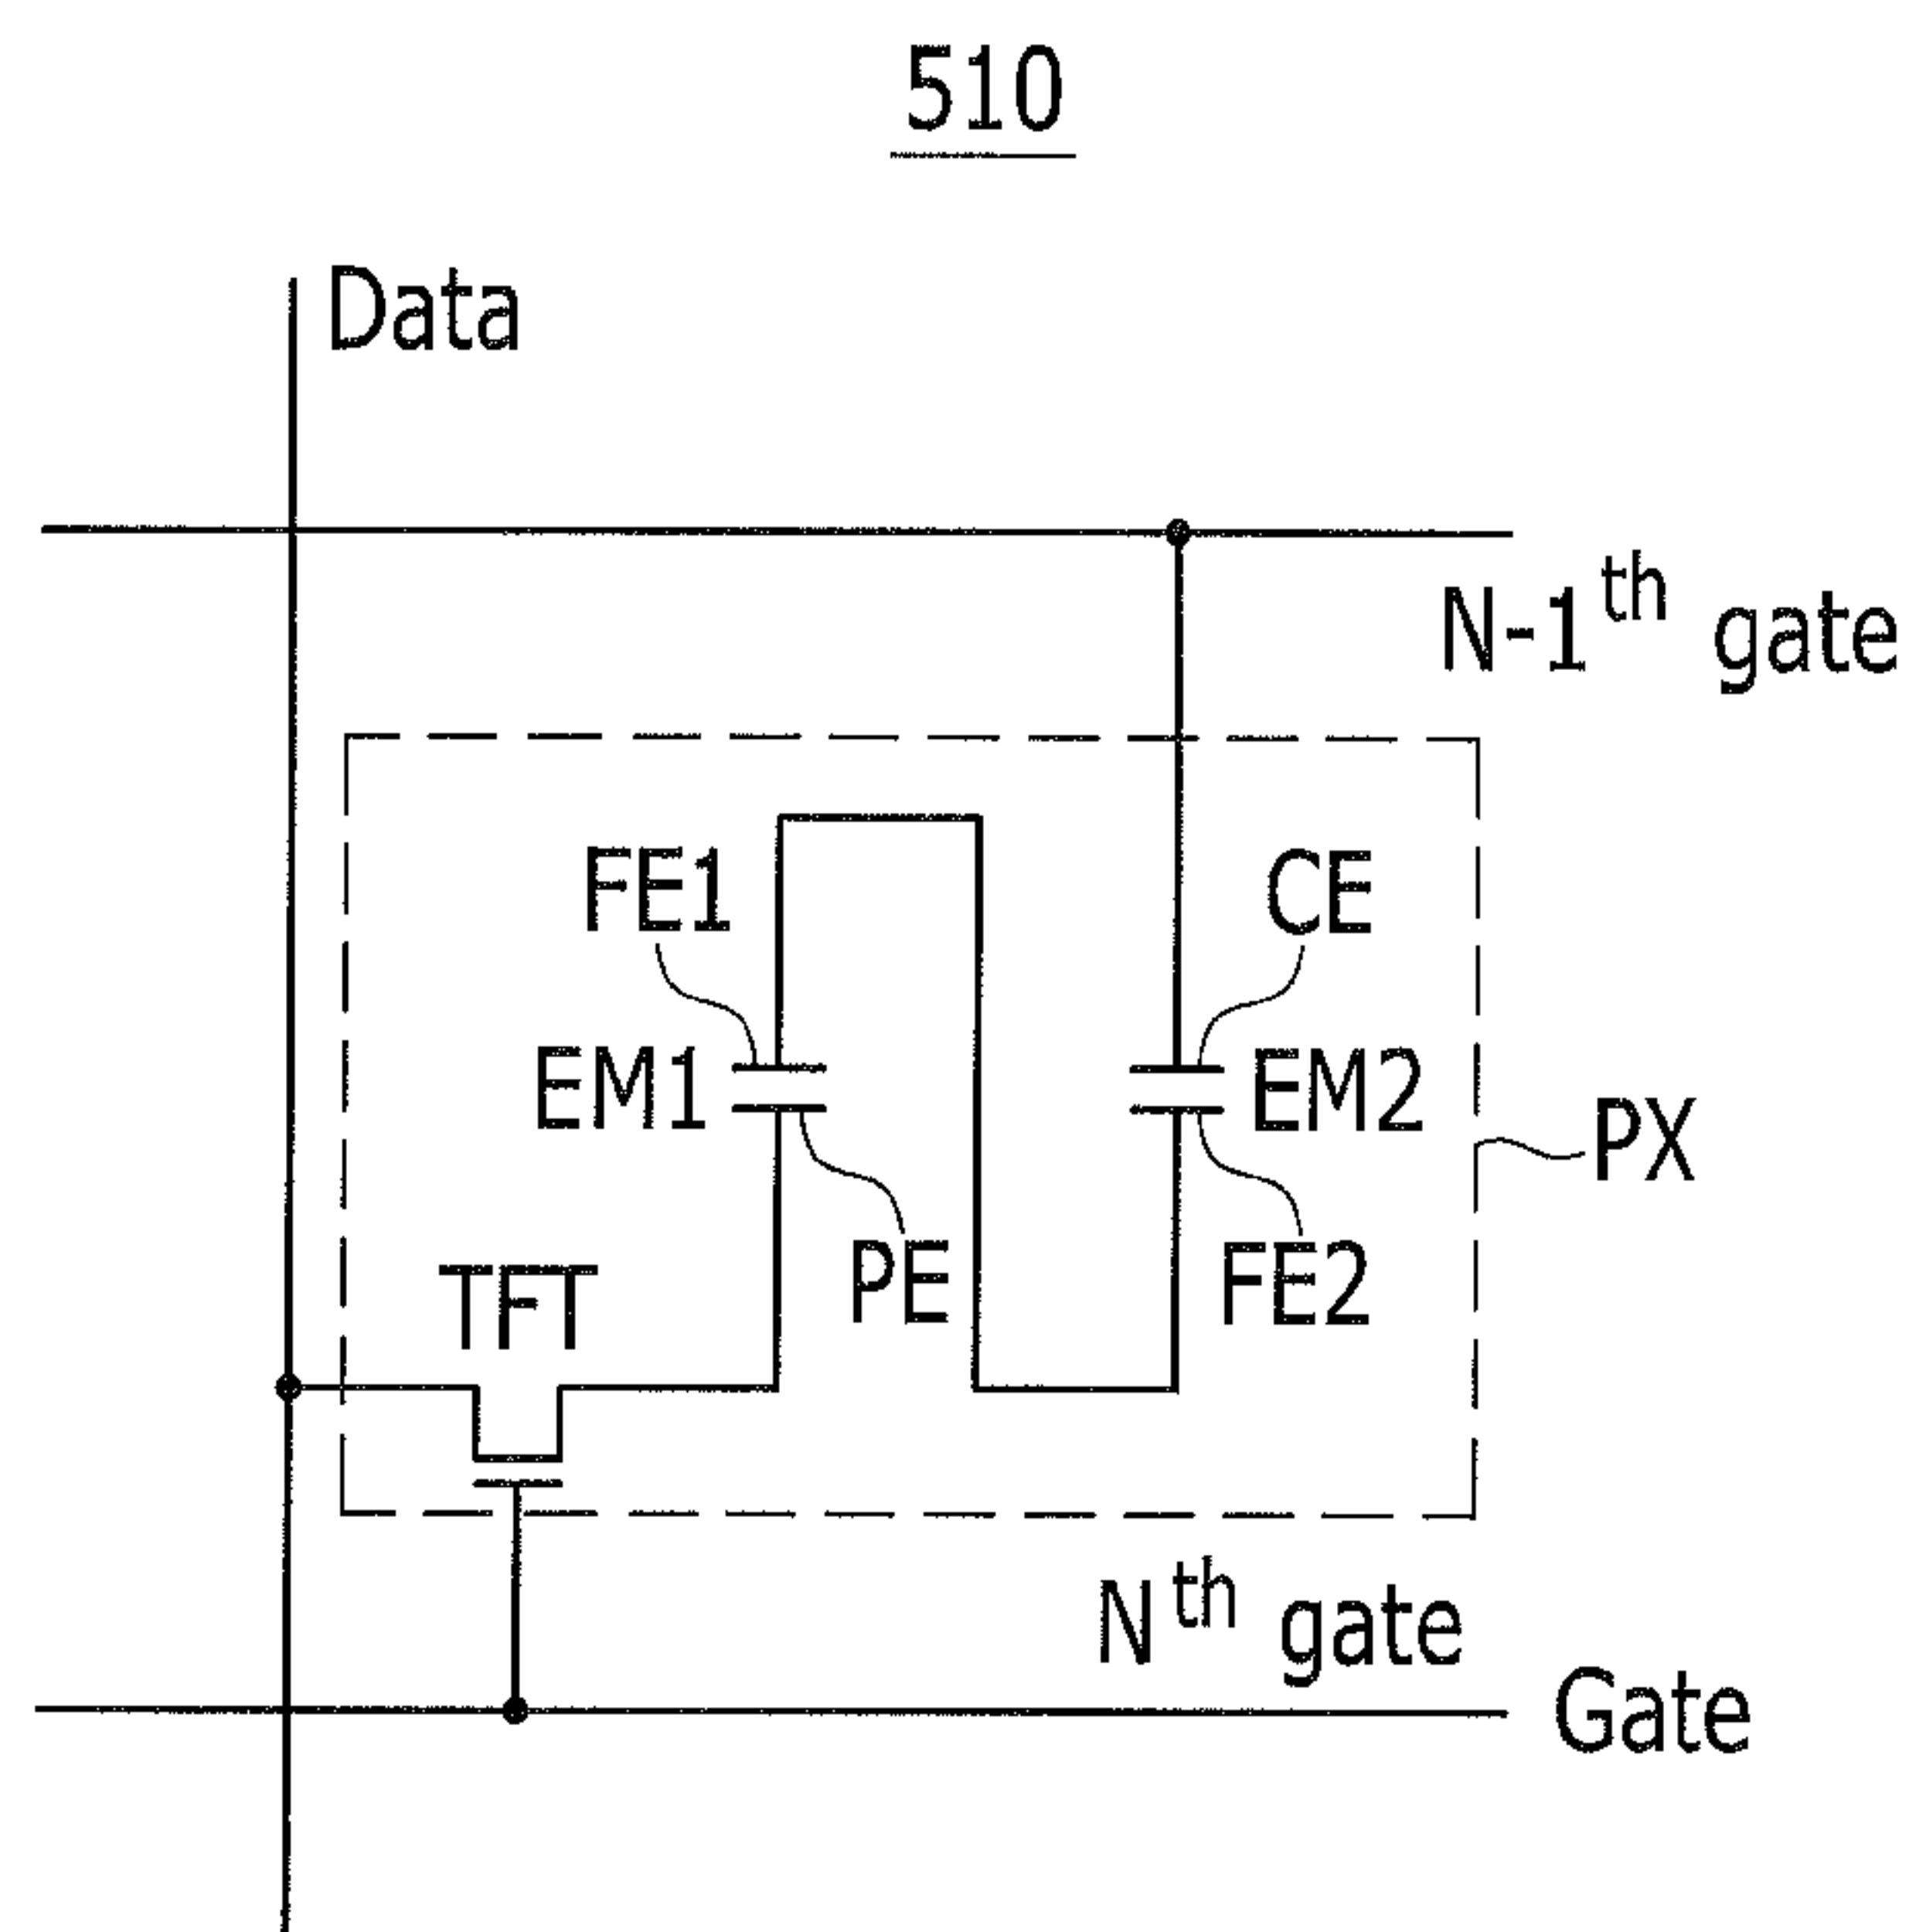 510
Data
N-1th gate
FE1
CE
EM1
EM2
PX
PE
FE2
TFT
Nth gate
Gate